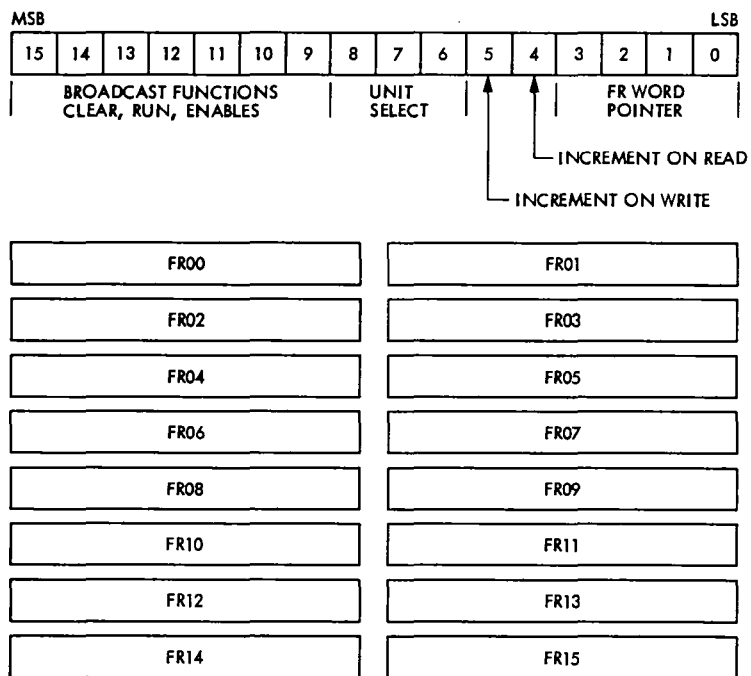 MSB LSB
15 14 13 12 11 10 9 8 7 6 5 4 3 2 1 0
BROADCAST FUNCTIONS UNIT FR WORD
CLEAR, RUN, ENABLES SELECT POINTER
INCREMENT ON READ
INCREMENT ON WRITE
FR00 FR01
FR02 FR03
FR04 FR05
FR06 FR07
FR08 FR09
FR10 FR11
FR12 FR13
FR14 FR15